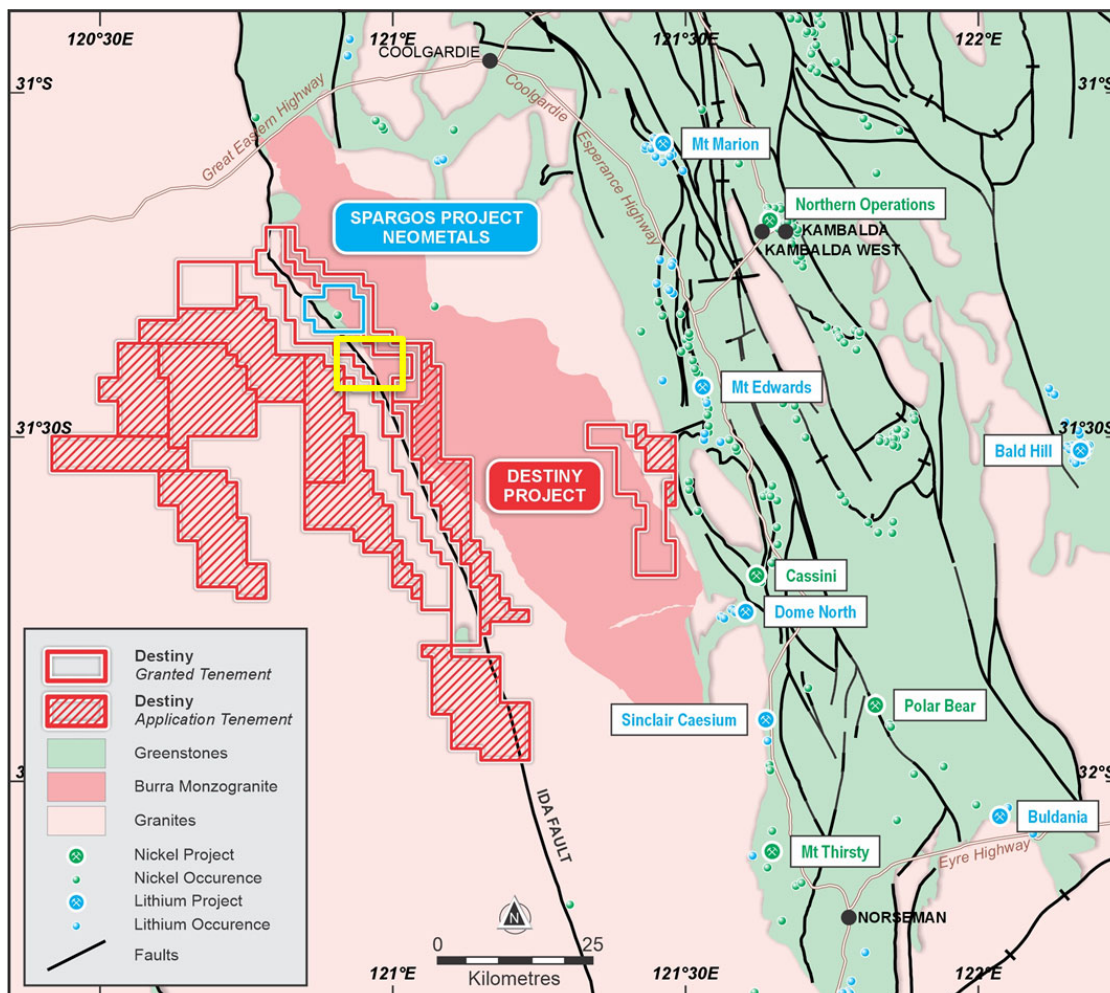 120°30E
121°E
121°30E
122°E
COOLGARDIE
31°S
31°S
Great Eastern Highway
Coolgardie
Esperance Highway
Mt Marion
SPARGOS PROJECT
NEOMETALS
Northern Operations
KAMBALDA
KAMBALDA WEST
Mt Edwards
31°30S
31°30S
Bald Hill
DESTINY
PROJECT
Cassini
Dome North
Polar Bear
Sinclair Caesium
32°S
Buldania
IDA FAULT
Mt Thirsty
Eyre Highway
NORSEMAN
Destiny
Granted Tenement
Destiny
Application Tenement
Greenstones
Burra Monzogranite
Granites
Nickel Project
Nickel Occurence
Lithium Project
Lithium Occurence
Faults
N
0 25
Kilometres
121°E
121°30E
122°E